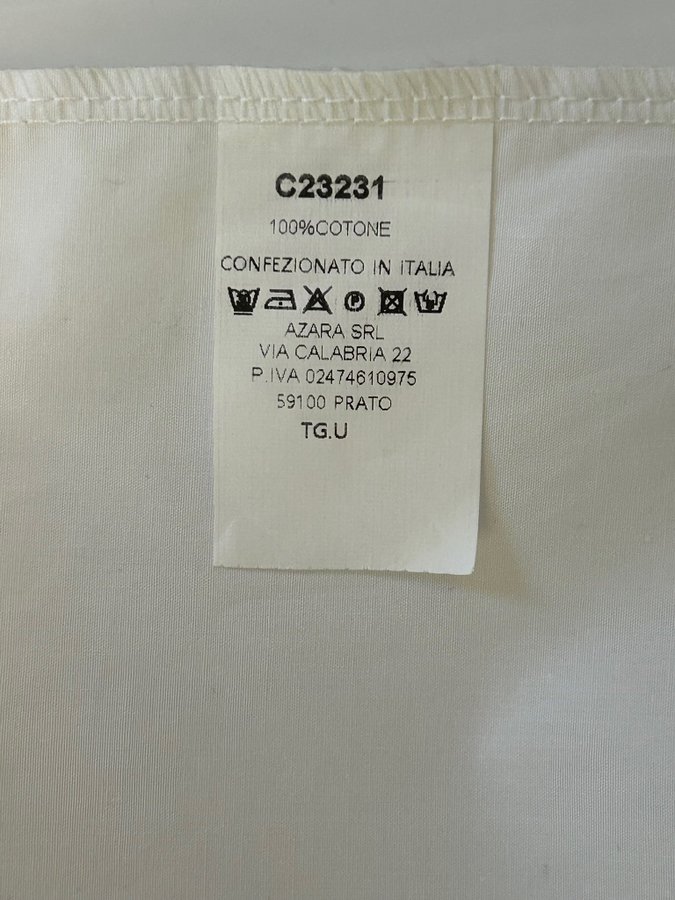 C23231
100%COTONE
CONFEZIONATO IN ITALIA
AZARA SRL
VIA CALABRIA 22
P.IVA 02474610975
59100 PRATO
TG.U